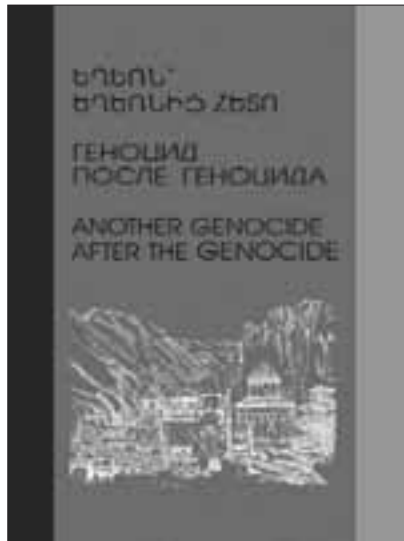 ԵՂԵՌՆ՝
ԵՂԵՌՆԻՑ ՀԵՏՈ
ГЕНОЦИД
ПОСЛЕ ГЕНОЦИДА
ANOTHER GENOCIDE
AFTER THE GENOCIDE